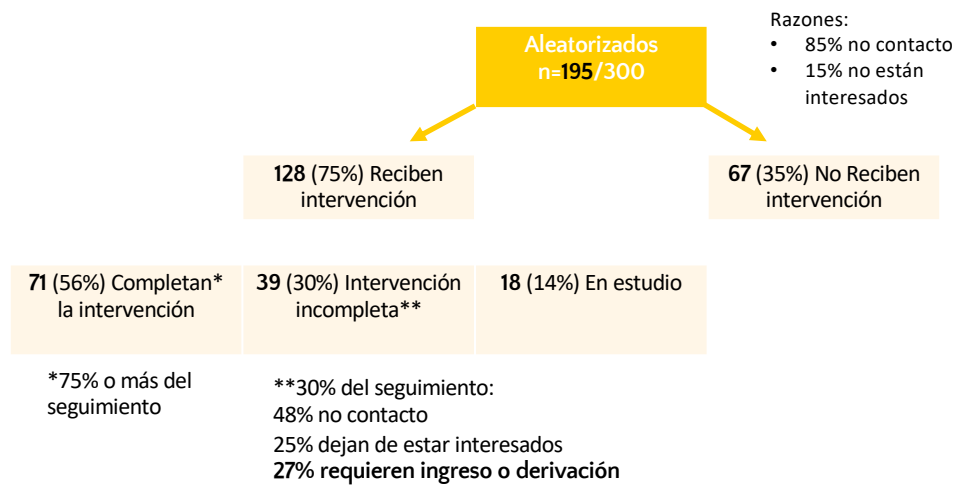 Aleatorizados
n=195/300
Razones:
• 85% no contacto
• 15% no están
interesados
128 (75%) Reciben
intervención
67 (35%) No Reciben
intervención
71 (56%) Completan*
la intervención
39 (30%) Intervención
incompleta**
18 (14%) En estudio
*75% o más del
seguimiento
**30% del seguimiento:
48% no contacto
25% dejan de estar interesados
27% requieren ingreso o derivación